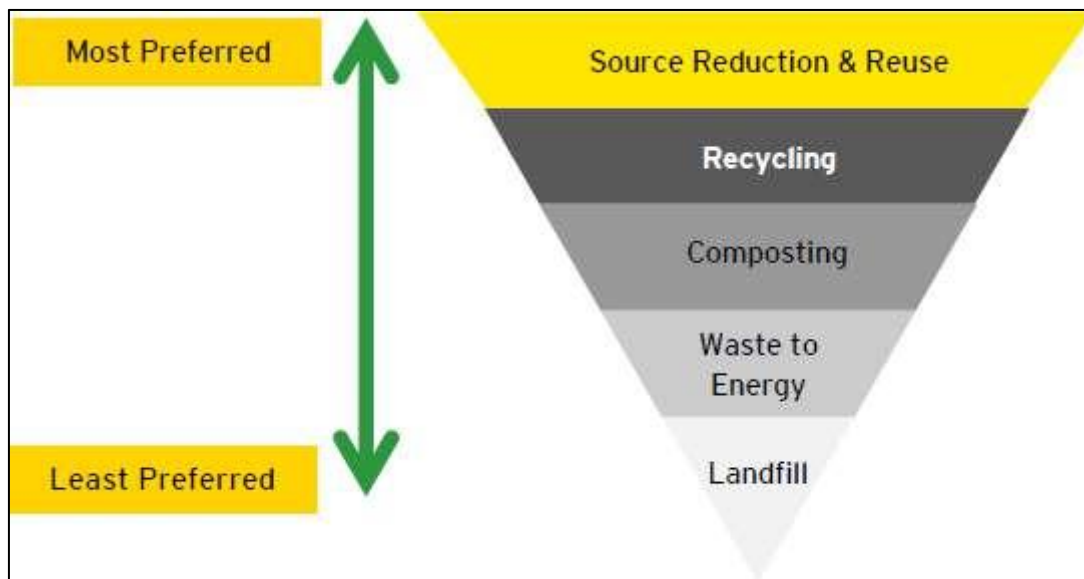 Most Preferred
Source Reduction & Reuse
Recycling
Composting
Waste to
Energy
Least Preferred
Landfill